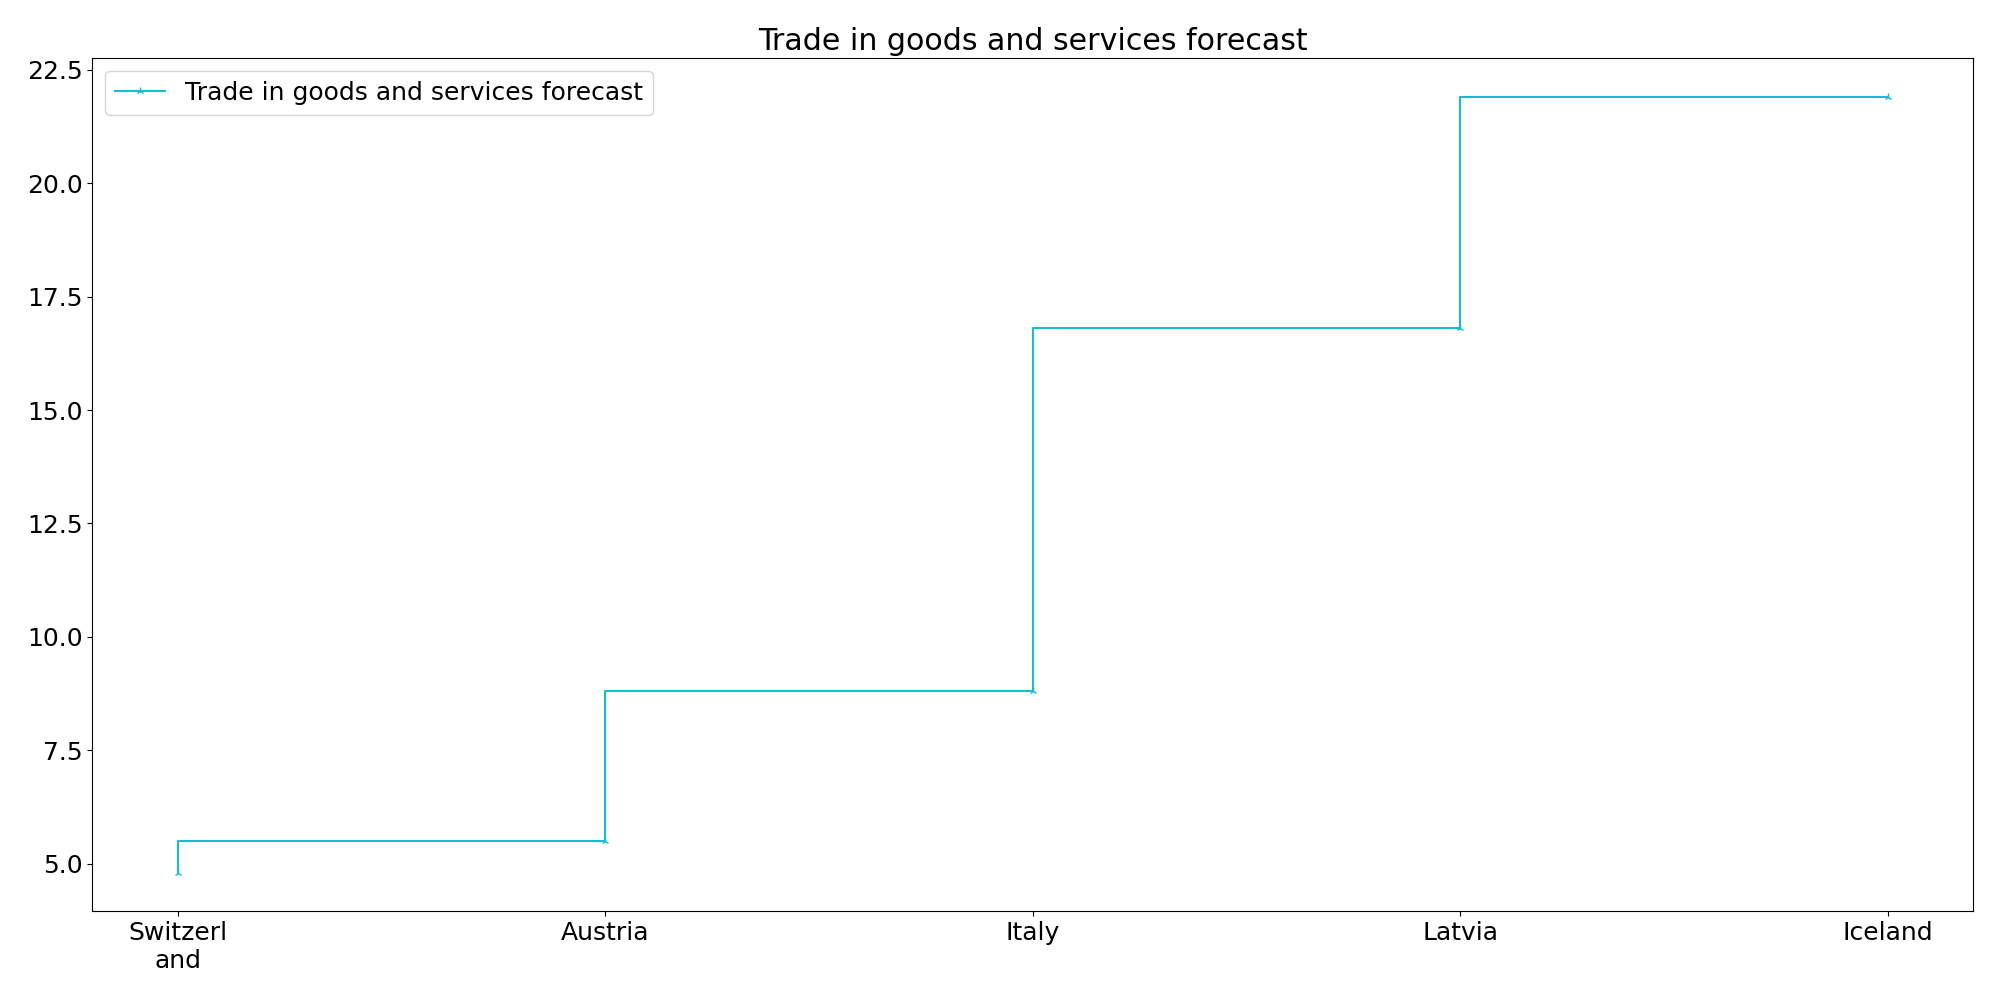 Trade in goods and services forecast
Trade in goods and services forecast
22.5
20.0
17.5
15.0
12.5
10.0
7.5
5.0
Switzerl
and
Austria
Italy
Latvia
Iceland